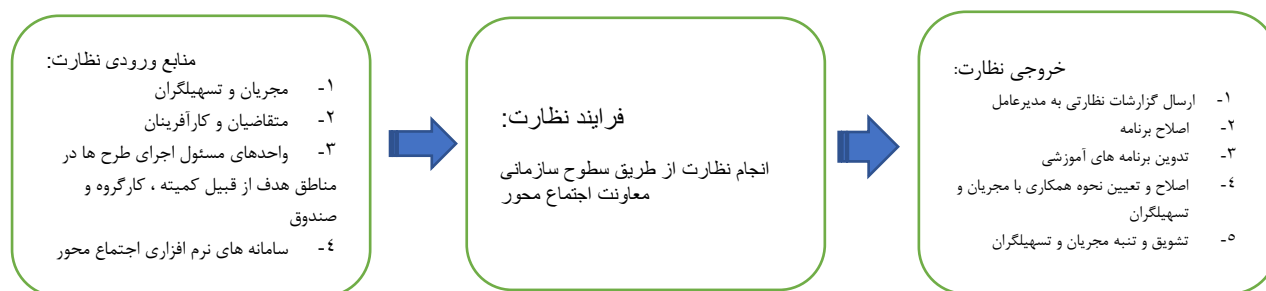 منابع ورودی نظارت:
۱- مجریان و تسهیلگران
۲- متقاضیان و کارآفرینان
۳- واحدهای مسئول اجرای طرح ها در
مناطق هدف از قبیل کمیته ، کارگروه و
صندوق
٤- سامانه های نرم افزاری اجتماع محور
فرایند نظارت:
انجام نظارت از طریق سطوح سازمانی
معاونت اجتماع محور
خروجی نظارت:
۱- ارسال گزارشات نظارتی به مدیرعامل
۲- اصلاح برنامه
۳- تدوین برنامه های آموزشی
٤- اصلاح و تعیین نحوه همکاری با مجریان و
تسهیلگران
٥- تشویق و تنبه مجریان و تسهیلگران